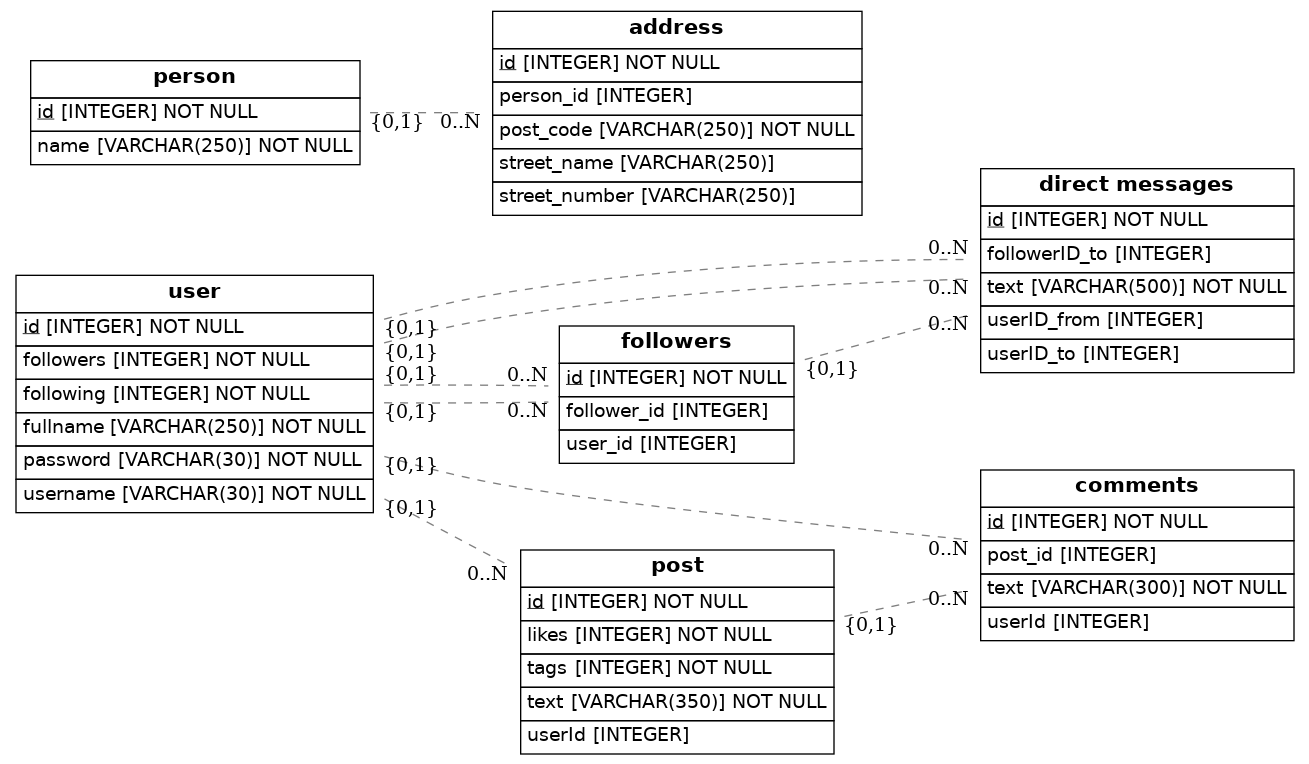 person
id [INTEGER] NOT NULL
name [VARCHAR(250)] NOT NULL
{0,1} 0..N
address
id [INTEGER] NOT NULL
person_id [INTEGER]
post_code [VARCHAR(250)] NOT NULL
street_name [VARCHAR(250)]
street_number [VARCHAR(250)]
user
id [INTEGER] NOT NULL
followers [INTEGER] NOT NULL
following [INTEGER] NOT NULL
fullname [VARCHAR(250)] NOT NULL
password [VARCHAR(30)] NOT NULL
username [VARCHAR(30)] NOT NULL
{0,1}
{0,1}
{0,1}
{0,1}
{0,1}
{0,1}
0..N
0..N
0..N
followers
id [INTEGER] NOT NULL
follower_id [INTEGER]
user_id [INTEGER]
{0,1}
0..N
0..N
0..N
direct messages
id [INTEGER] NOT NULL
followerID_to [INTEGER]
text [VARCHAR(500)] NOT NULL
userID_from [INTEGER]
userID_to [INTEGER]
post
id [INTEGER] NOT NULL
likes [INTEGER] NOT NULL
tags [INTEGER] NOT NULL
text [VARCHAR(350)] NOT NULL
userId [INTEGER]
{0,1}
0..N
0..N
comments
id [INTEGER] NOT NULL
post_id [INTEGER]
text [VARCHAR(300)] NOT NULL
userId [INTEGER]